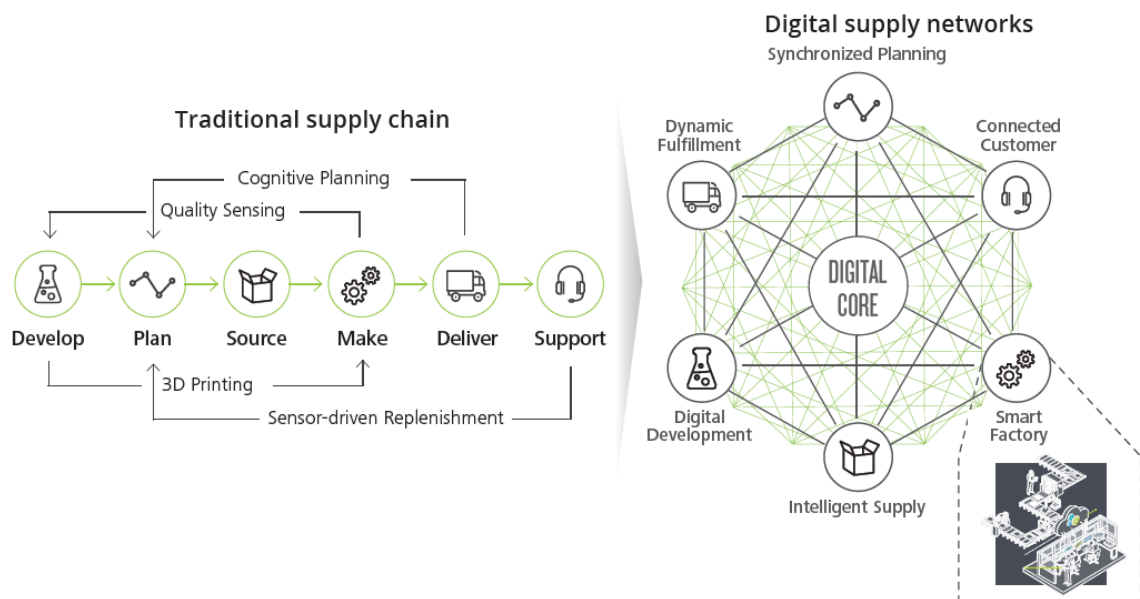 Traditional supply chain
Cognitive Planning
Quality Sensing
Develop
Plan
Source
Make
Deliver
Support
3D Printing
Sensor-driven Replenishment
Digital supply networks
Synchronized Planning
Dynamic
Fulfillment
Connected
Customer
DIGITAL
CORE
Digital
Development
Smart
Factory
Intelligent Supply